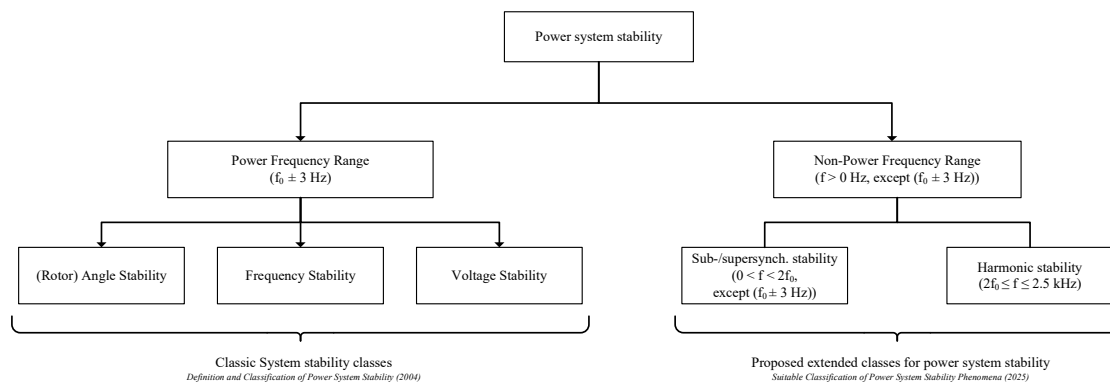 Power system stability
Power Frequency Range
(f₀ ± 3 Hz)
Non-Power Frequency Range
(f > 0 Hz, except (f₀ ± 3 Hz))
(Rotor) Angle Stability
Frequency Stability
Voltage Stability
Sub-/supersynch. stability
(0 < f < 2f₀,
except (f₀ ± 3 Hz))
Harmonic stability
(2f₀ ≤ f ≤ 2.5 kHz)
Classic System stability classes
Definition and Classification of Power System Stability (2004)
Proposed extended classes for power system stability
Suitable Classification of Power System Stability Phenomena (2025)